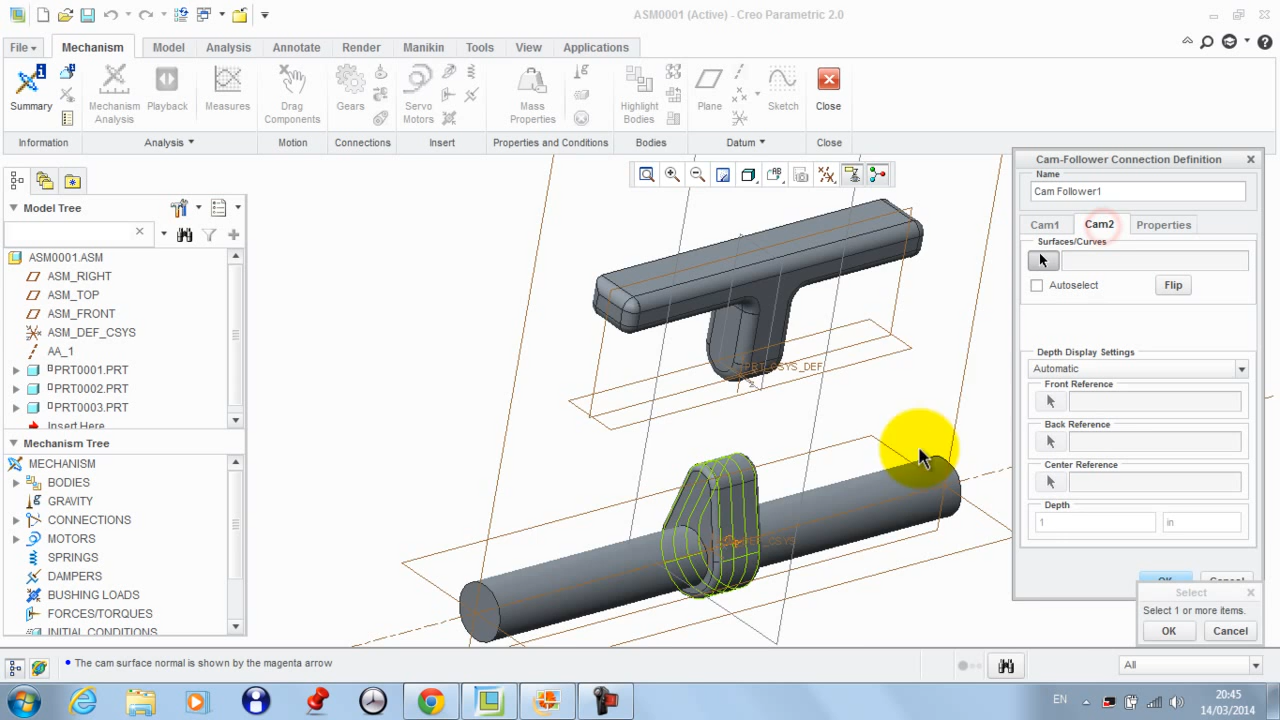 ASM0001 (Active) - Creo Parametric 2.0
File
Mechanism
Model
Analysis
Annotate
Render
Manikin
Tools
View
Applications
Summary
Mechanism Analysis
Playback
Measures
Drag Components
Gears
Servo Motors
Mass Properties
Highlight Bodies
Plane
Sketch
Close
Information
Analysis
Motion
Connections
Insert
Properties and Conditions
Bodies
Datum
Close
Model Tree
ASM0001.ASM
ASM_RIGHT
ASM_TOP
ASM_FRONT
ASM_DEF_CSYS
AA_1
PRT0001.PRT
PRT0002.PRT
PRT0003.PRT
Insert Here
Mechanism Tree
MECHANISM
BODIES
GRAVITY
CONNECTIONS
MOTORS
SPRINGS
DAMPERS
BUSHING LOADS
FORCES/TORQUES
INITIAL CONDITIONS
PRT_CSYS_DEF
Cam-Follower Connection Definition
Name
Cam Follower1
Cam1
Cam2
Properties
Surfaces/Curves
Autoselect
Flip
Depth Display Settings
Automatic
Front Reference
Back Reference
Center Reference
Depth
1
in
OK
Cancel
Select
Select 1 or more items.
OK
Cancel
The cam surface normal is shown by the magenta arrow
All
EN
20:45
14/03/2014